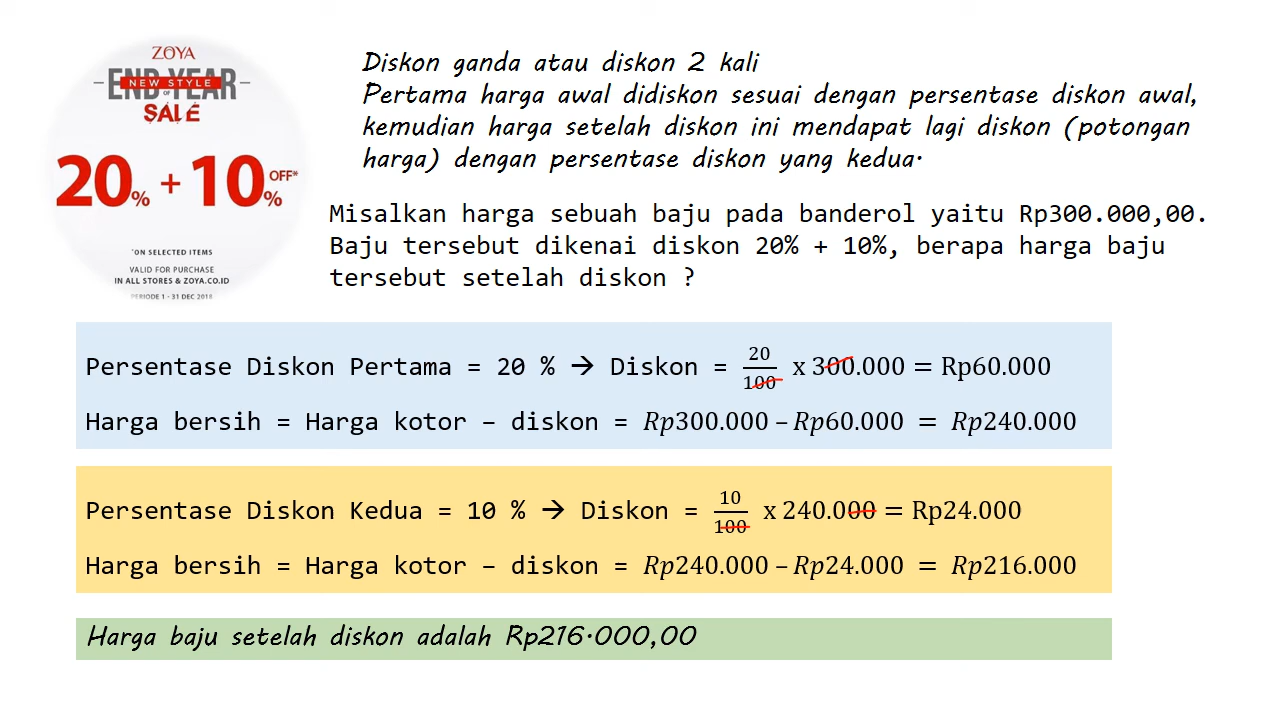 ZOYA
END YEAR
NEW STYLE
OF
SALE
20% + 10% OFF*
*ON SELECTED ITEMS
VALID FOR PURCHASE
IN ALL STORES & ZOYA.CO.ID
PERIODE 1 - 31 DEC 2018
Diskon ganda atau diskon 2 kali
Pertama harga awal didiskon sesuai dengan persentase diskon awal,
kemudian harga setelah diskon ini mendapat lagi diskon (potongan
harga) dengan persentase diskon yang kedua.
Misalkan harga sebuah baju pada banderol yaitu Rp300.000,00.
Baju tersebut dikenai diskon 20% + 10%, berapa harga baju
tersebut setelah diskon ?
Persentase Diskon Pertama = 20 % → Diskon = 20/100 x 300.000 = Rp60.000
Harga bersih = Harga kotor – diskon = Rp300.000 – Rp60.000 = Rp240.000
Persentase Diskon Kedua = 10 % → Diskon = 10/100 x 240.000 = Rp24.000
Harga bersih = Harga kotor – diskon = Rp240.000 – Rp24.000 = Rp216.000
Harga baju setelah diskon adalah Rp216.000,00